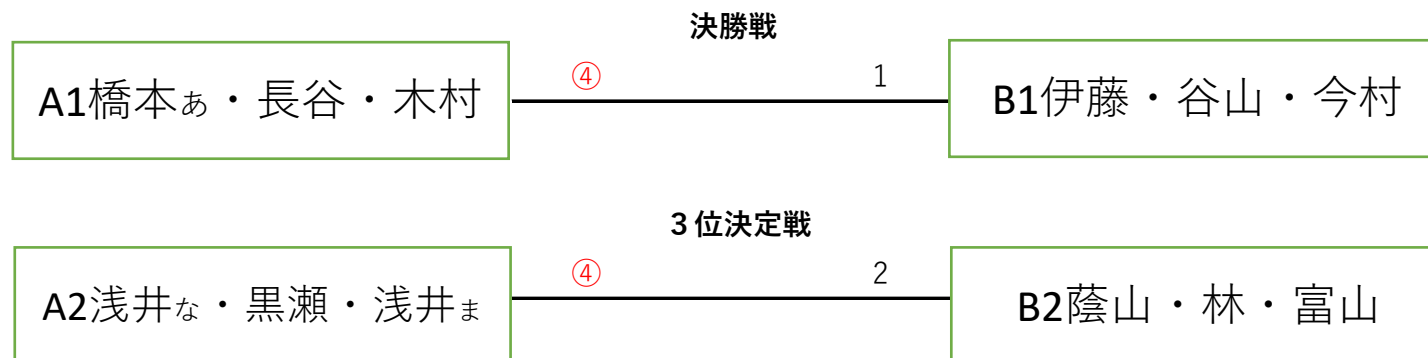 決勝戦
A1橋本ぁ・長谷・木村 ④ 1 B1伊藤・谷山・今村
3位決定戦
A2浅井な・黒瀬・浅井ま ④ 2 B2蔭山・林・富山